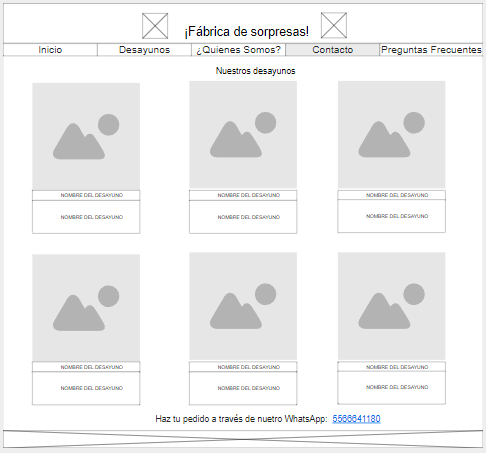 ¡Fábrica de sorpresas!
Inicio
Desayunos
¿Quienes Somos?
Contacto
Preguntas Frecuentes
Nuestros desayunos
NOMBRE DEL DESAYUNO
NOMBRE DEL DESAYUNO
NOMBRE DEL DESAYUNO
NOMBRE DEL DESAYUNO
NOMBRE DEL DESAYUNO
NOMBRE DEL DESAYUNO
NOMBRE DEL DESAYUNO
NOMBRE DEL DESAYUNO
NOMBRE DEL DESAYUNO
NOMBRE DEL DESAYUNO
NOMBRE DEL DESAYUNO
NOMBRE DEL DESAYUNO
Haz tu pedido a través de nuetro WhatsApp: 5566641180